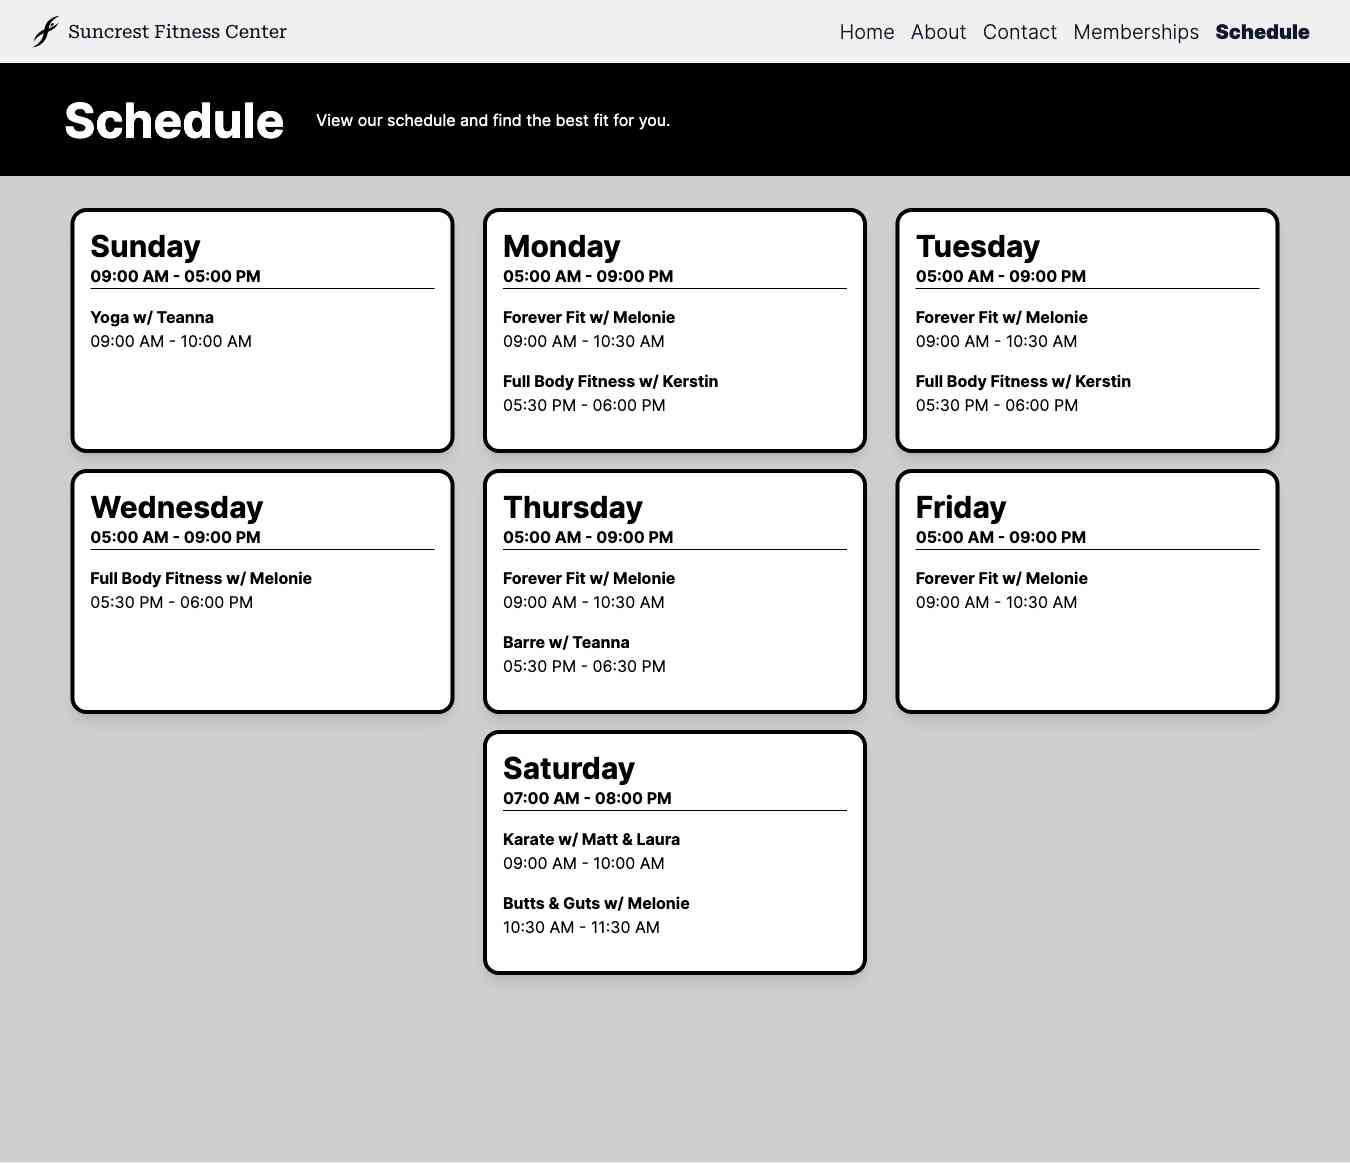 Suncrest Fitness Center
Home About Contact Memberships Schedule
Schedule
View our schedule and find the best fit for you.
Sunday
09:00 AM - 05:00 PM
Yoga w/ Teanna
09:00 AM - 10:00 AM
Monday
05:00 AM - 09:00 PM
Forever Fit w/ Melonie
09:00 AM - 10:30 AM
Full Body Fitness w/ Kerstin
05:30 PM - 06:00 PM
Tuesday
05:00 AM - 09:00 PM
Forever Fit w/ Melonie
09:00 AM - 10:30 AM
Full Body Fitness w/ Kerstin
05:30 PM - 06:00 PM
Wednesday
05:00 AM - 09:00 PM
Full Body Fitness w/ Melonie
05:30 PM - 06:00 PM
Thursday
05:00 AM - 09:00 PM
Forever Fit w/ Melonie
09:00 AM - 10:30 AM
Barre w/ Teanna
05:30 PM - 06:30 PM
Friday
05:00 AM - 09:00 PM
Forever Fit w/ Melonie
09:00 AM - 10:30 AM
Saturday
07:00 AM - 08:00 PM
Karate w/ Matt & Laura
09:00 AM - 10:00 AM
Butts & Guts w/ Melonie
10:30 AM - 11:30 AM